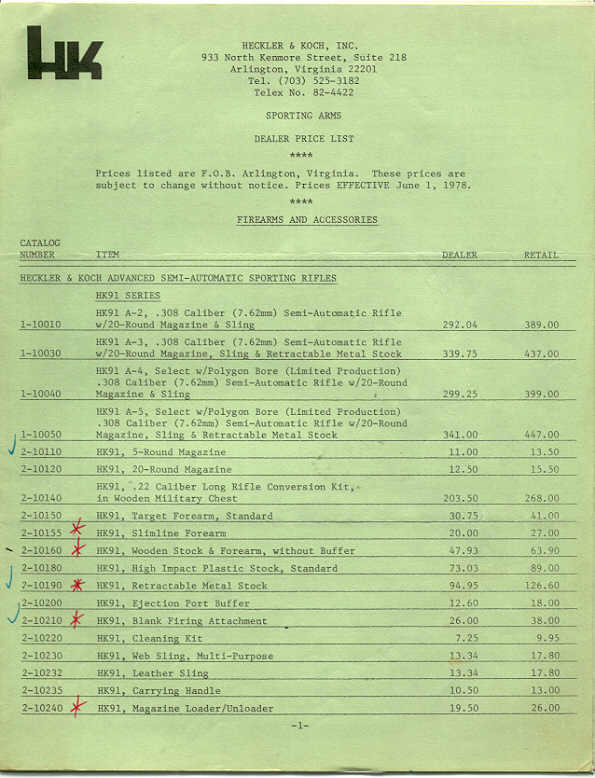 HK
HECKLER & KOCH, INC.
933 North Kenmore Street, Suite 218
Arlington, Virginia 22201
Tel. (703) 525-3182
Telex No. 82-4422
SPORTING ARMS
DEALER PRICE LIST
****
Prices listed are F.O.B. Arlington, Virginia. These prices are
subject to change without notice. Prices EFFECTIVE June 1, 1978.
****
FIREARMS AND ACCESSORIES
CATALOG
NUMBER ITEM DEALER RETAIL
HECKLER & KOCH ADVANCED SEMI-AUTOMATIC SPORTING RIFLES
HK91 SERIES
HK91 A-2, .308 Caliber (7.62mm) Semi-Automatic Rifle
1-10010 w/20-Round Magazine & Sling 292.04 389.00
HK91 A-3, .308 Caliber (7.62mm) Semi-Automatic Rifle
1-10030 w/20-Round Magazine, Sling & Retractable Metal Stock 339.75 437.00
HK91 A-4, Select w/Polygon Bore (Limited Production)
.308 Caliber (7.62mm) Semi-Automatic Rifle w/20-Round
1-10040 Magazine & Sling 299.25 399.00
HK91 A-5, Select w/Polygon Bore (Limited Production)
.308 Caliber (7.62mm) Semi-Automatic Rifle w/20-Round
1-10050 Magazine, Sling & Retractable Metal Stock 341.00 447.00
2-10110 HK91, 5-Round Magazine 11.00 13.50
2-10120 HK91, 20-Round Magazine 12.50 15.50
HK91, .22 Caliber Long Rifle Conversion Kit,
2-10140 in Wooden Military Chest 203.50 268.00
2-10150 HK91, Target Forearm, Standard 30.75 41.00
2-10155 HK91, Slimline Forearm 20.00 27.00
2-10160 HK91, Wooden Stock & Forearm, without Buffer 47.93 63.90
2-10180 HK91, High Impact Plastic Stock, Standard 73.03 89.00
2-10190 HK91, Retractable Metal Stock 94.95 126.60
2-10200 HK91, Ejection Port Buffer 12.60 18.00
2-10210 HK91, Blank Firing Attachment 26.00 38.00
2-10220 HK91, Cleaning Kit 7.25 9.95
2-10230 HK91, Web Sling, Multi-Purpose 13.34 17.80
2-10232 HK91, Leather Sling 13.34 17.80
2-10235 HK91, Carrying Handle 10.50 13.00
2-10240 HK91, Magazine Loader/Unloader 19.50 26.00
-1-